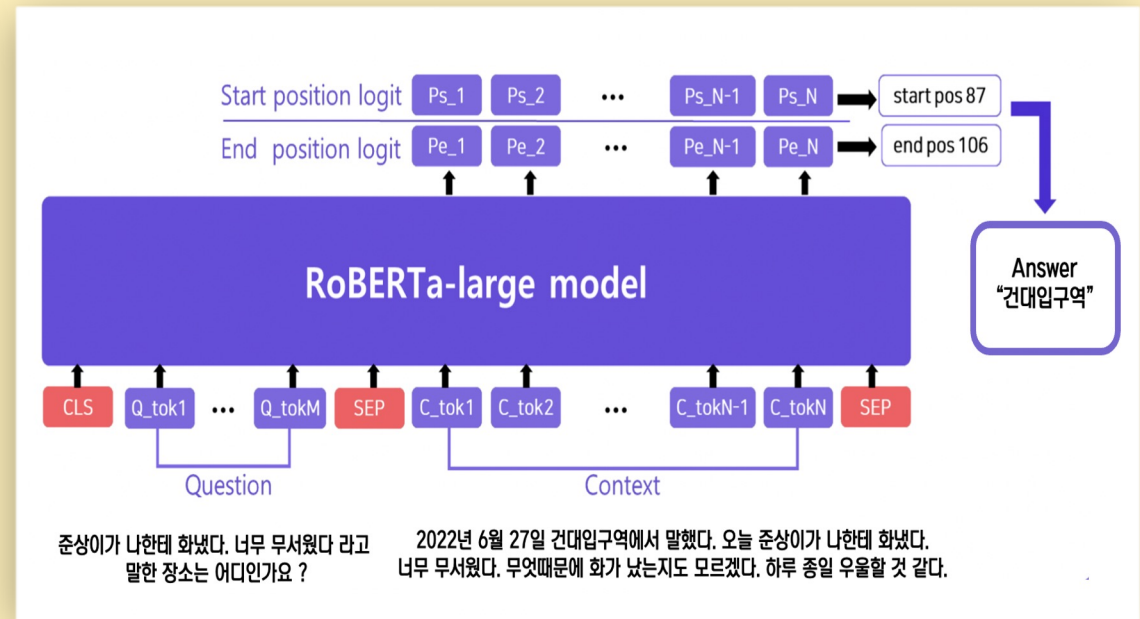 Start position logit Ps_1 Ps_2 ... Ps_N-1 Ps_N start pos 87
End position logit Pe_1 Pe_2 ... Pe_N-1 Pe_N end pos 106
RoBERTa-large model
Answer
“건대입구역”
CLS Q_tok1 ... Q_tokM SEP C_tok1 C_tok2 ... C_tokN-1 C_tokN SEP
Question
Context
준상이가 나한테 화냈다. 너무 무서웠다 라고
말한 장소는 어디인가요 ?
2022년 6월 27일 건대입구역에서 말했다. 오늘 준상이가 나한테 화냈다.
너무 무서웠다. 무엇때문에 화가 났는지도 모르겠다. 하루 종일 우울할 것 같다.